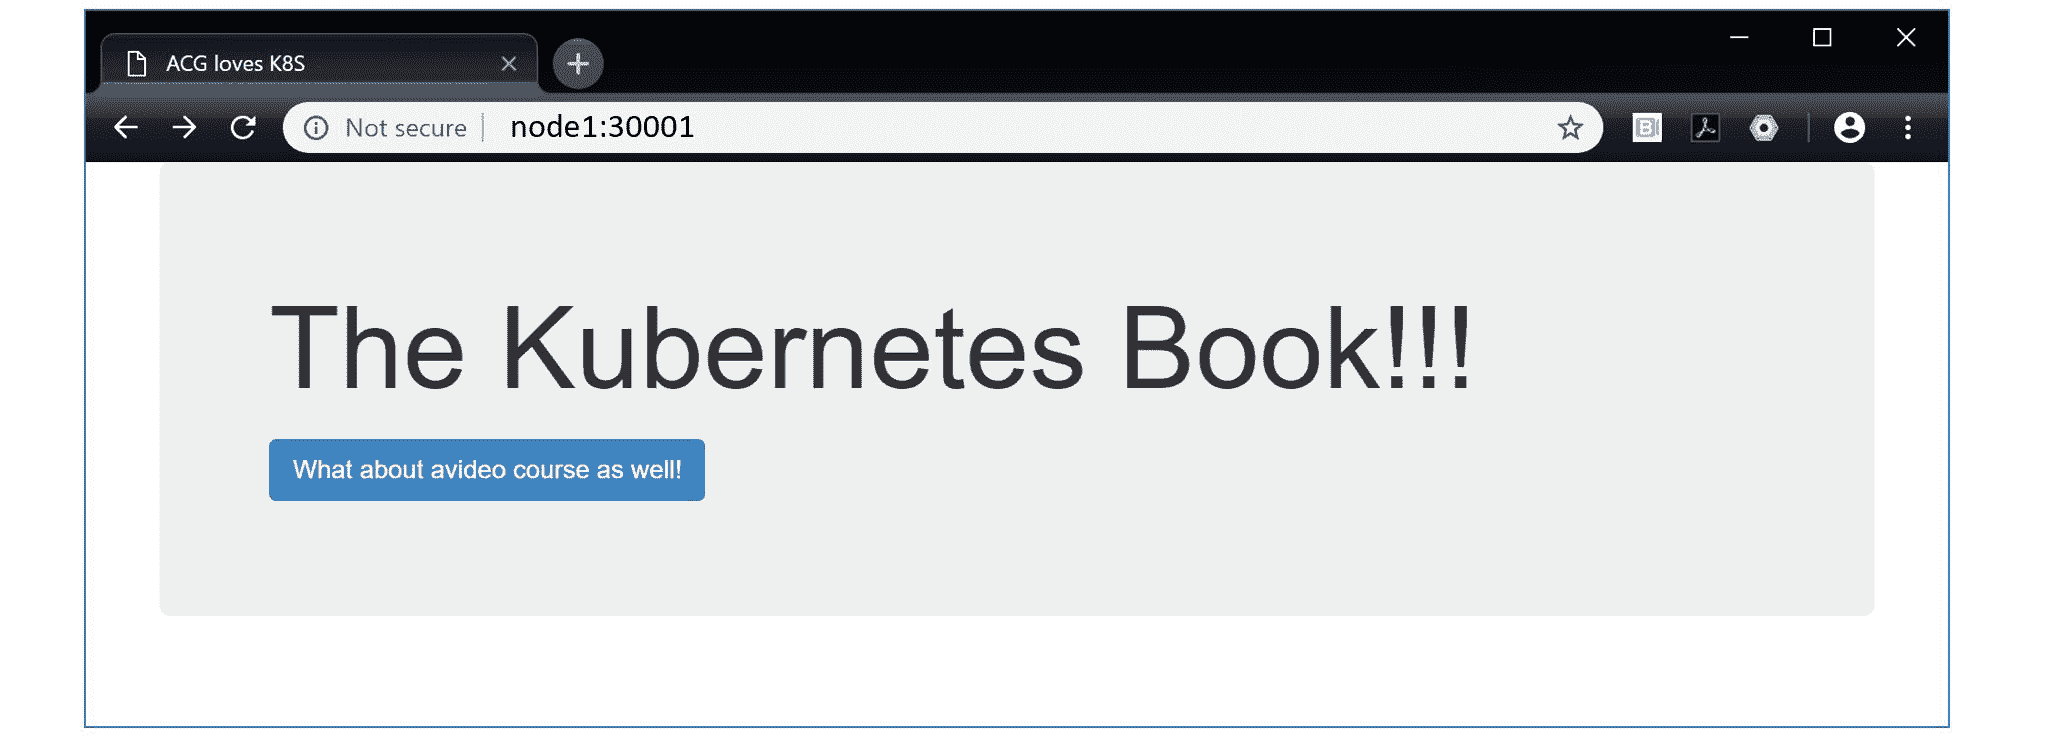 ACG loves K8S
Not secure node1:30001
The Kubernetes Book!!!
What about avideo course as well!